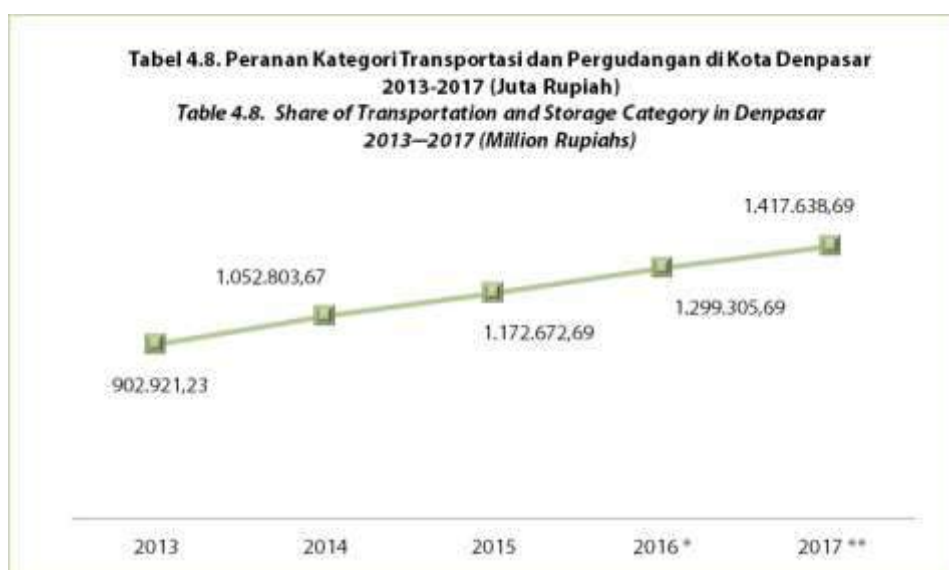 Tabel 4.8. Peranan Kategori Transportasi dan Pergudangan di Kota Denpasar
2013-2017 (Juta Rupiah)
Table 4.8. Share of Transportation and Storage Category in Denpasar
2013—2017 (Million Rupiahs)
1.417.638,69
1.052.803,67
1.299.305,69
1.172.672,69
902.921,23
2013 2014 2015 2016 * 2017 **